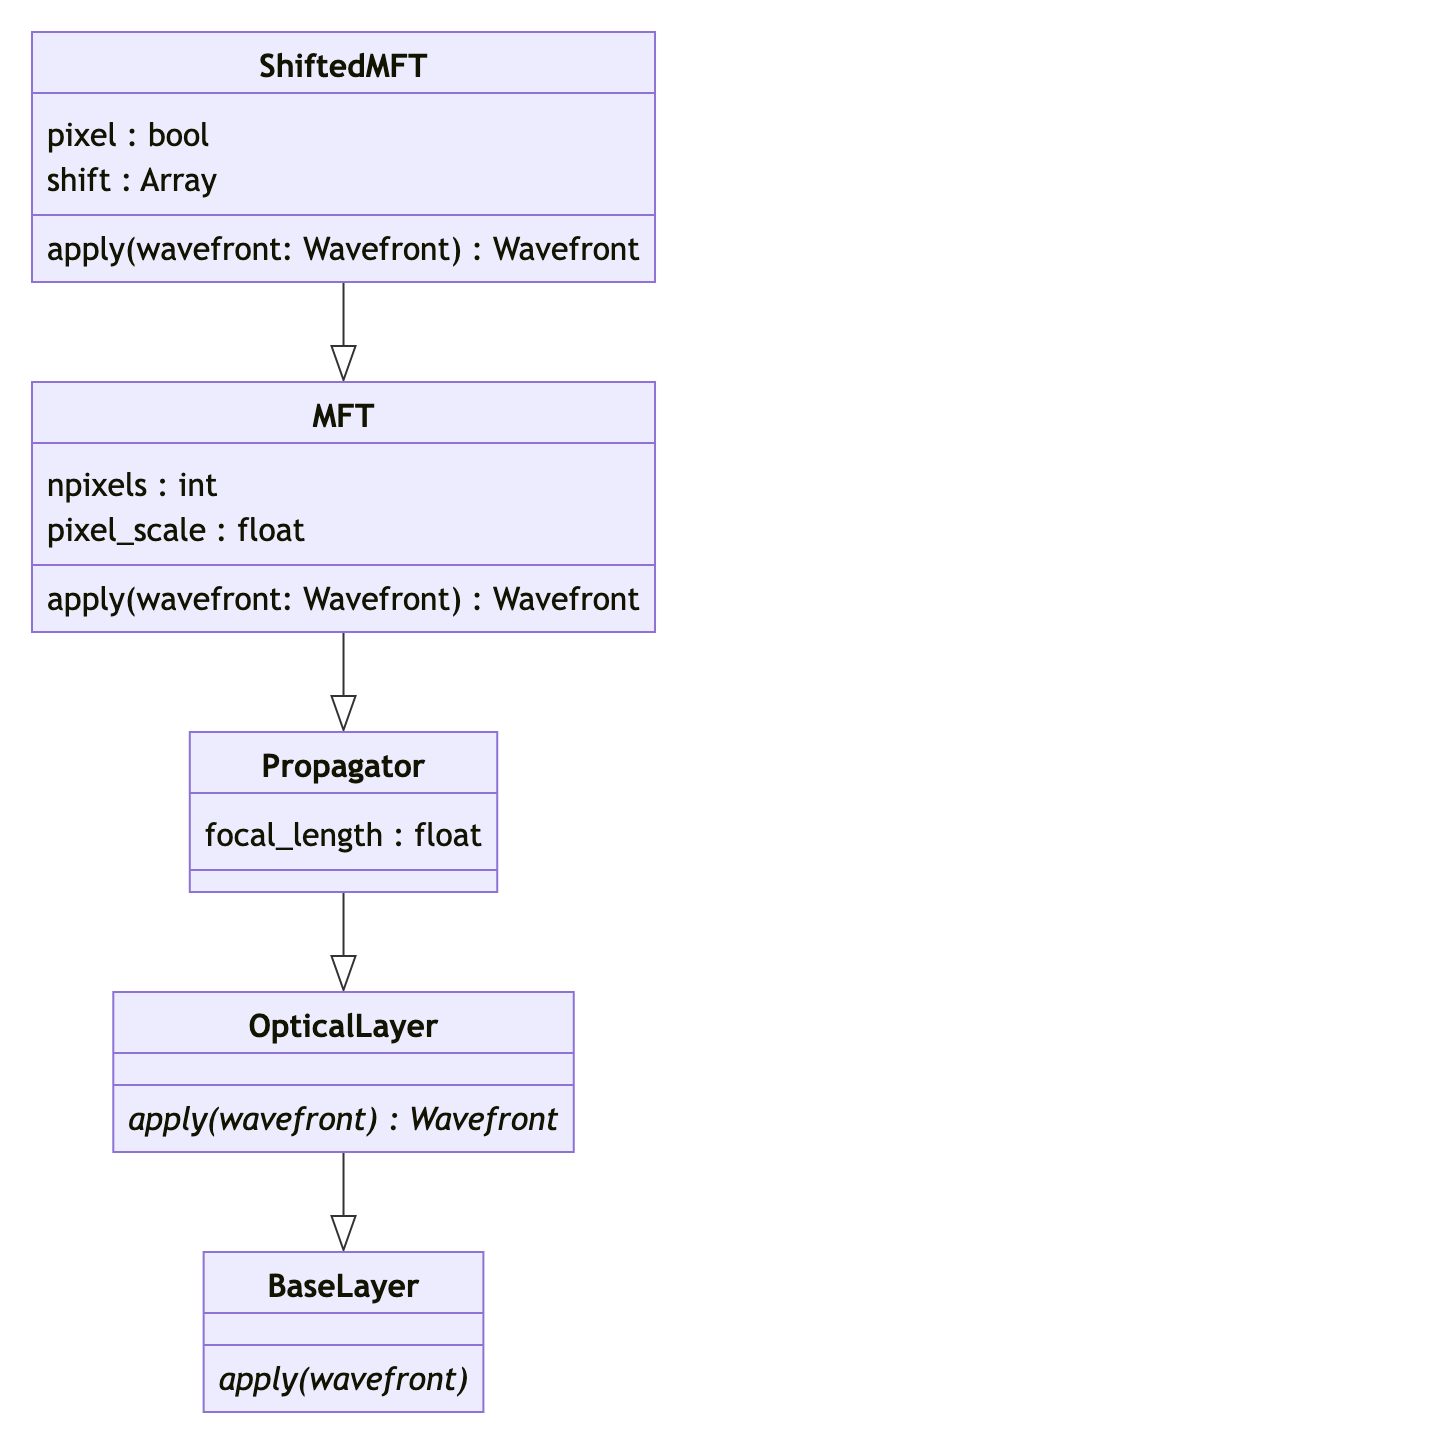 ShiftedMFT
pixel : bool
shift : Array
apply(wavefront: Wavefront) : Wavefront
MFT
npixels : int
pixel_scale : float
apply(wavefront: Wavefront) : Wavefront
Propagator
focal_length : float
OpticalLayer
apply(wavefront) : Wavefront
BaseLayer
apply(wavefront)